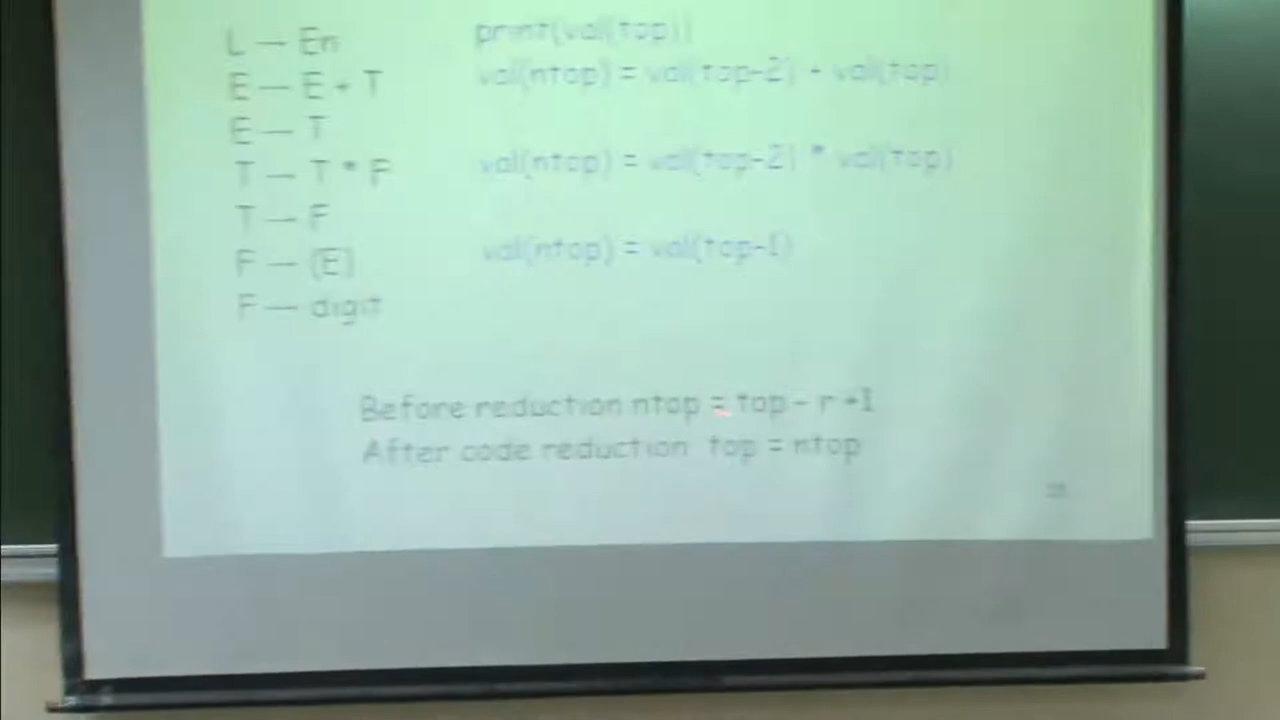 L — En print(val(top))
E — E + T val(ntop) = val(top-2) + val(top)
E — T
T — T * F val(ntop) = val(top-2) * val(top)
T — F
F — (E) val(ntop) = val(top-1)
F — digit
Before reduction ntop = top - r +1
After code reduction top = ntop